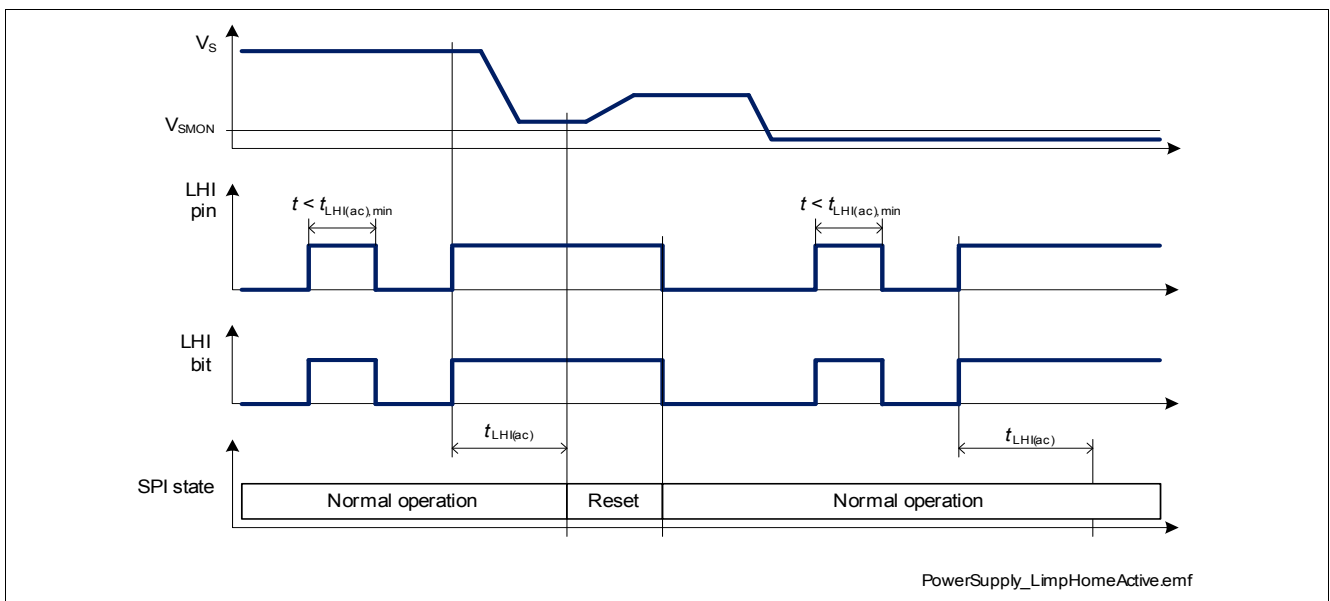 VS
VSMON
LHI
pin
t < tLHI(ac),min
t < tLHI(ac),min
LHI
bit
tLHI(ac)
tLHI(ac)
SPI state
Normal operation
Reset
Normal operation
PowerSupply_LimpHomeActive.emf